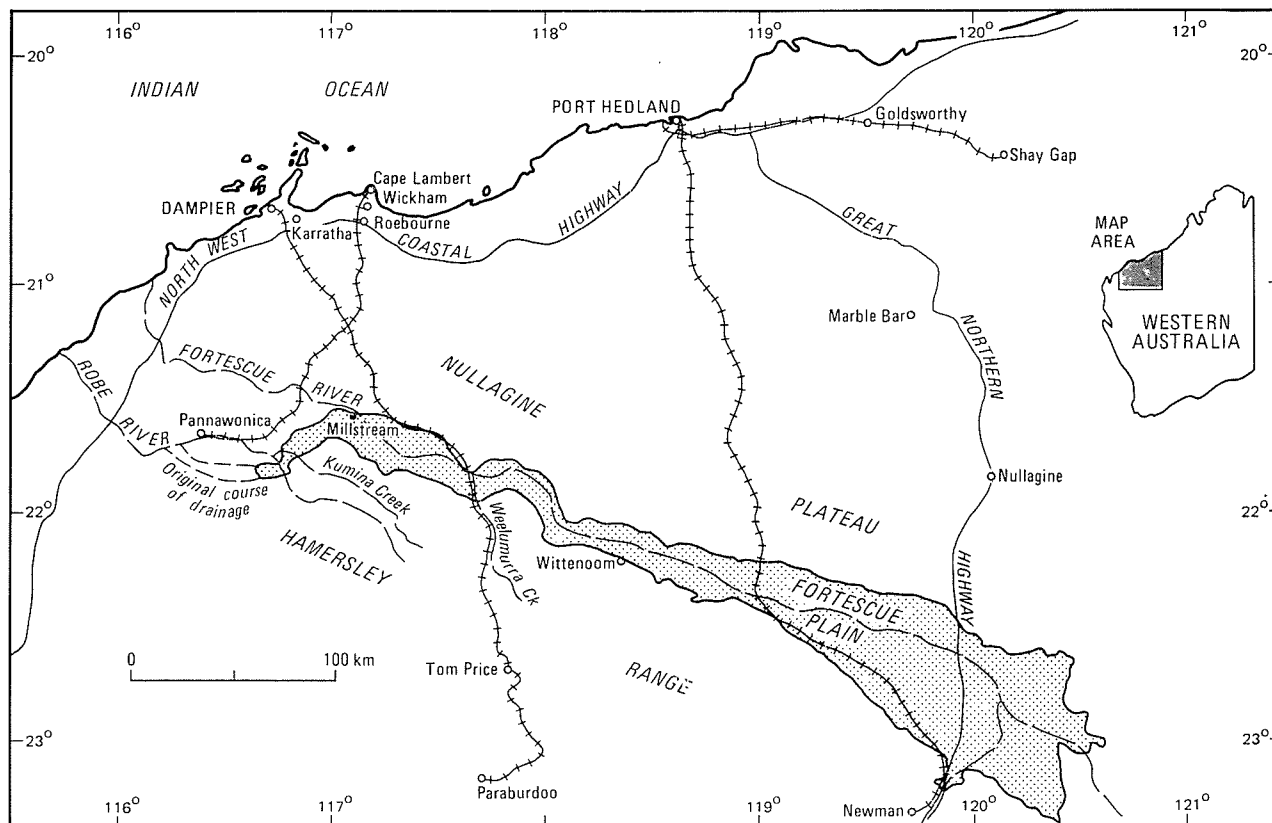 116°
117°
118°
119°
120°
121°
20°
20°
INDIAN OCEAN
PORT HEDLAND
Goldsworthy
Shay Gap
Cape Lambert
Wickham
DAMPIER
Roebourne
Karratha
NORTH WEST COASTAL HIGHWAY
GREAT NORTHERN HIGHWAY
MAP
AREA
WESTERN
AUSTRALIA
21°
21°
Marble Bar
FORTESCUE RIVER
NULLAGINE
ROBE RIVER
Pannawonica
Millstream
Original course
of drainage
Kumina Creek
Nullagine
22°
22°
PLATEAU
HAMERSLEY
Weelumurra Ck
Wittenoom
FORTESCUE
PLAIN
0 100 km
Tom Price
RANGE
23°
23°
Paraburdoo
Newman
116°
117°
118°
119°
120°
121°